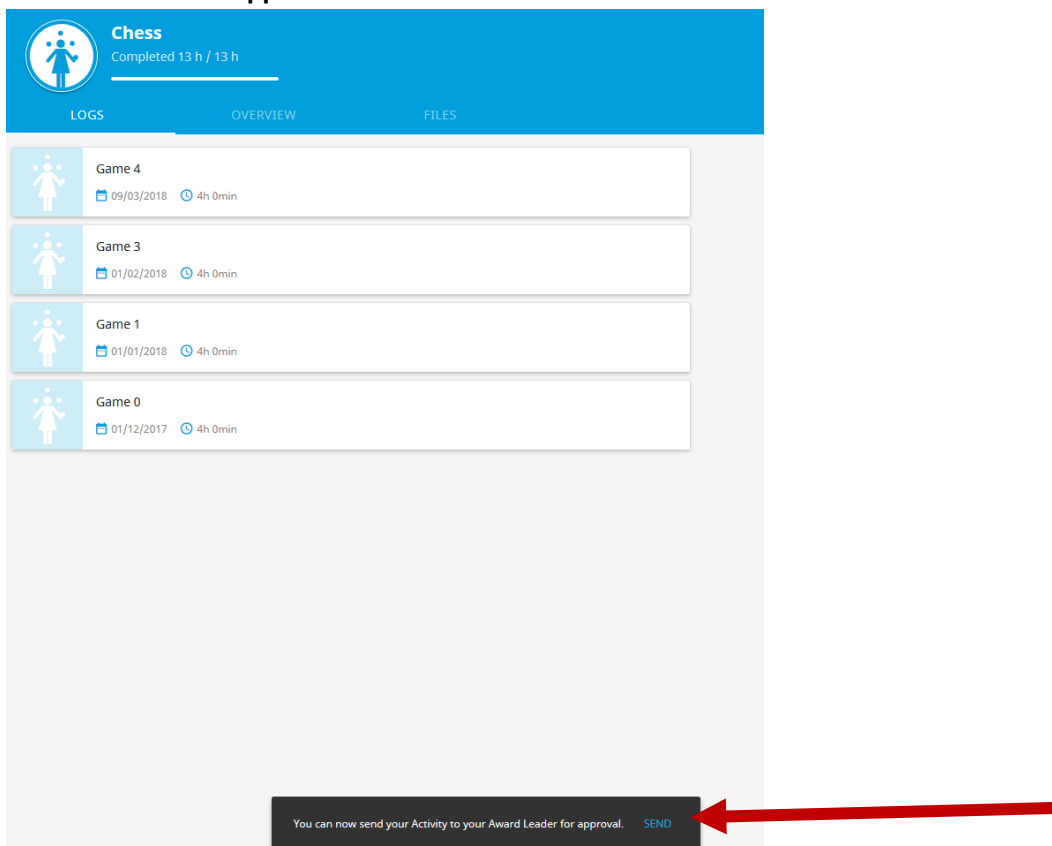 Chess
Completed 13 h / 13 h
LOGS OVERVIEW FILES
Game 4
09/03/2018 4h 0min
Game 3
01/02/2018 4h 0min
Game 1
01/01/2018 4h 0min
Game 0
01/12/2017 4h 0min
You can now send your Activity to your Award Leader for approval. SEND